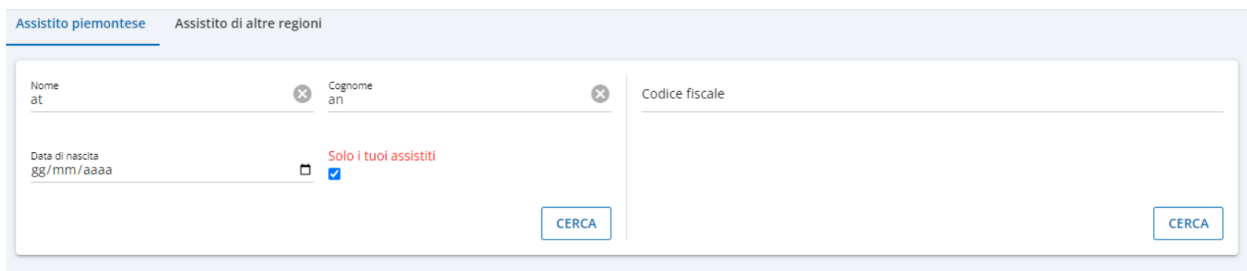 Assistito piemontese Assistito di altre regioni
Nome Cognome
at an
Codice fiscale
Data di nascita Solo i tuoi assistiti
gg/mm/aaaa
CERCA CERCA